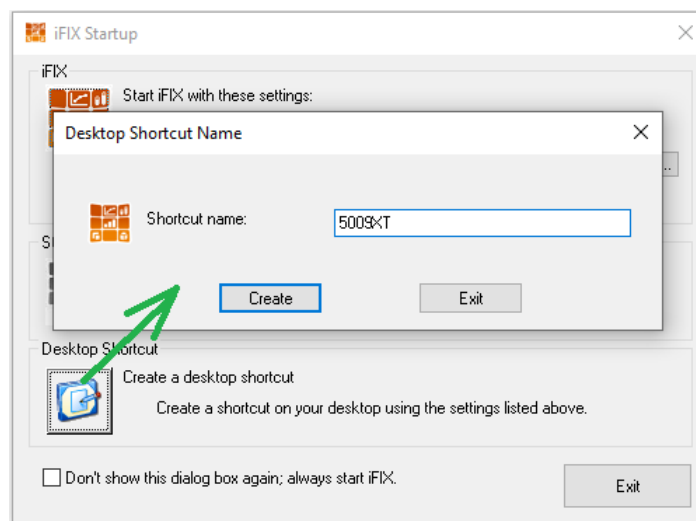 iFIX Startup
iFIX
Start iFIX with these settings:
Desktop Shortcut Name
..
Shortcut name:
5009XT
Create
Exit
Desktop Shortcut
Create a desktop shortcut
Create a shortcut on your desktop using the settings listed above.
Don't show this dialog box again; always start iFIX.
Exit